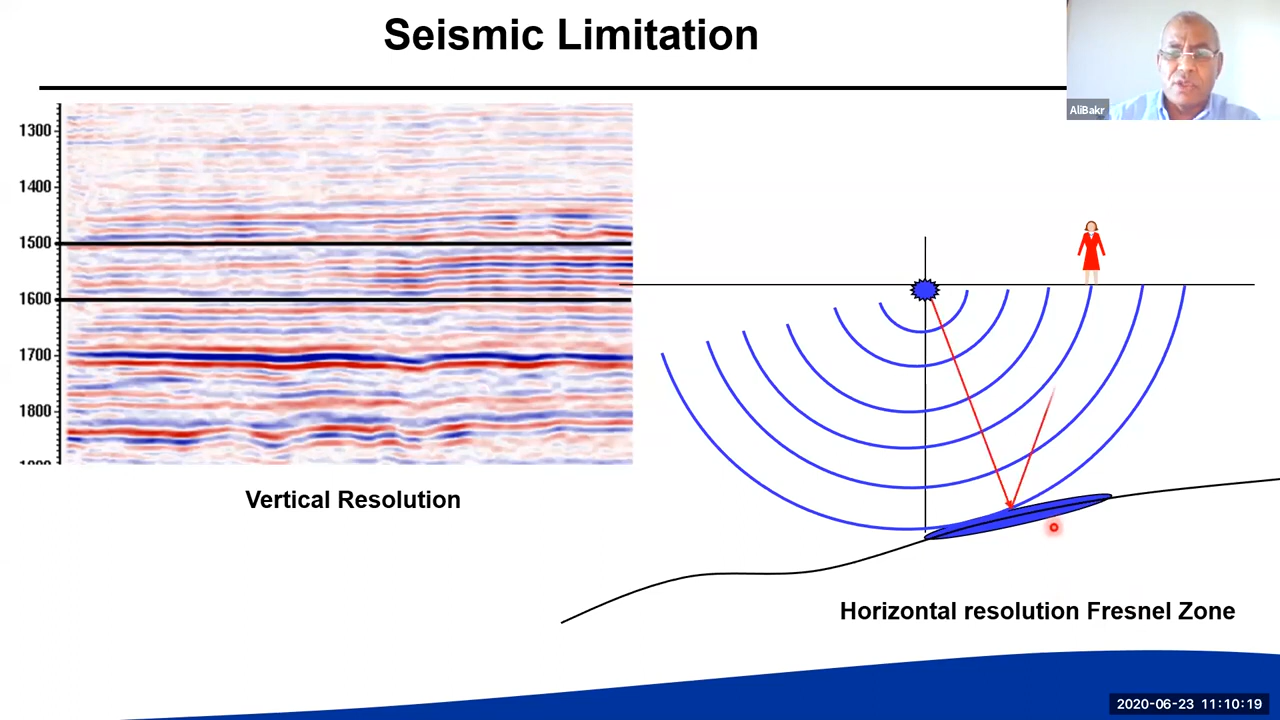 Seismic Limitation
AliBakr
1300
1400
1500
1600
1700
1800
Vertical Resolution
Horizontal resolution Fresnel Zone
2020-06-23 11:10:19